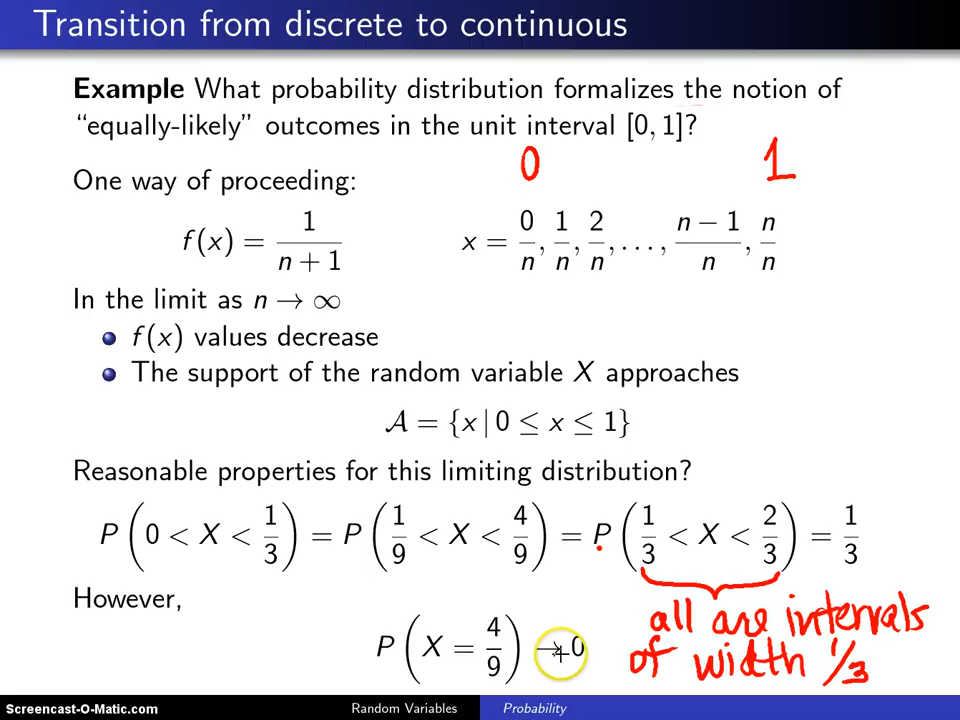 Transition from discrete to continuous
Example What probability distribution formalizes the notion of
“equally-likely” outcomes in the unit interval [0, 1]?
0 1
One way of proceeding:
f(x) = 1/(n + 1) x = 0/n, 1/n, 2/n, . . . , (n − 1)/n, n/n
In the limit as n → ∞
f(x) values decrease
The support of the random variable X approaches
𝒜 = {x | 0 ≤ x ≤ 1}
Reasonable properties for this limiting distribution?
P(0 < X < 1/3) = P(1/9 < X < 4/9) = P(1/3 < X < 2/3) = 1/3
However,
all are intervals
of width 1/3
P(X = 4/9) → 0
Screencast-O-Matic.com
Random Variables
Probability